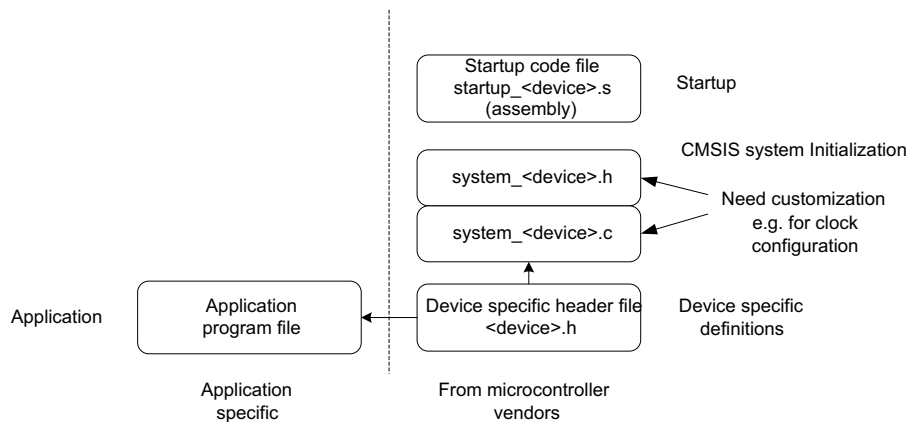 Startup code file
startup_<device>.s
(assembly)
Startup
CMSIS system Initialization
system_<device>.h
Need customization
e.g. for clock
configuration
system_<device>.c
Application
Application
program file
Device specific header file
<device>.h
Device specific
definitions
Application
specific
From microcontroller
vendors